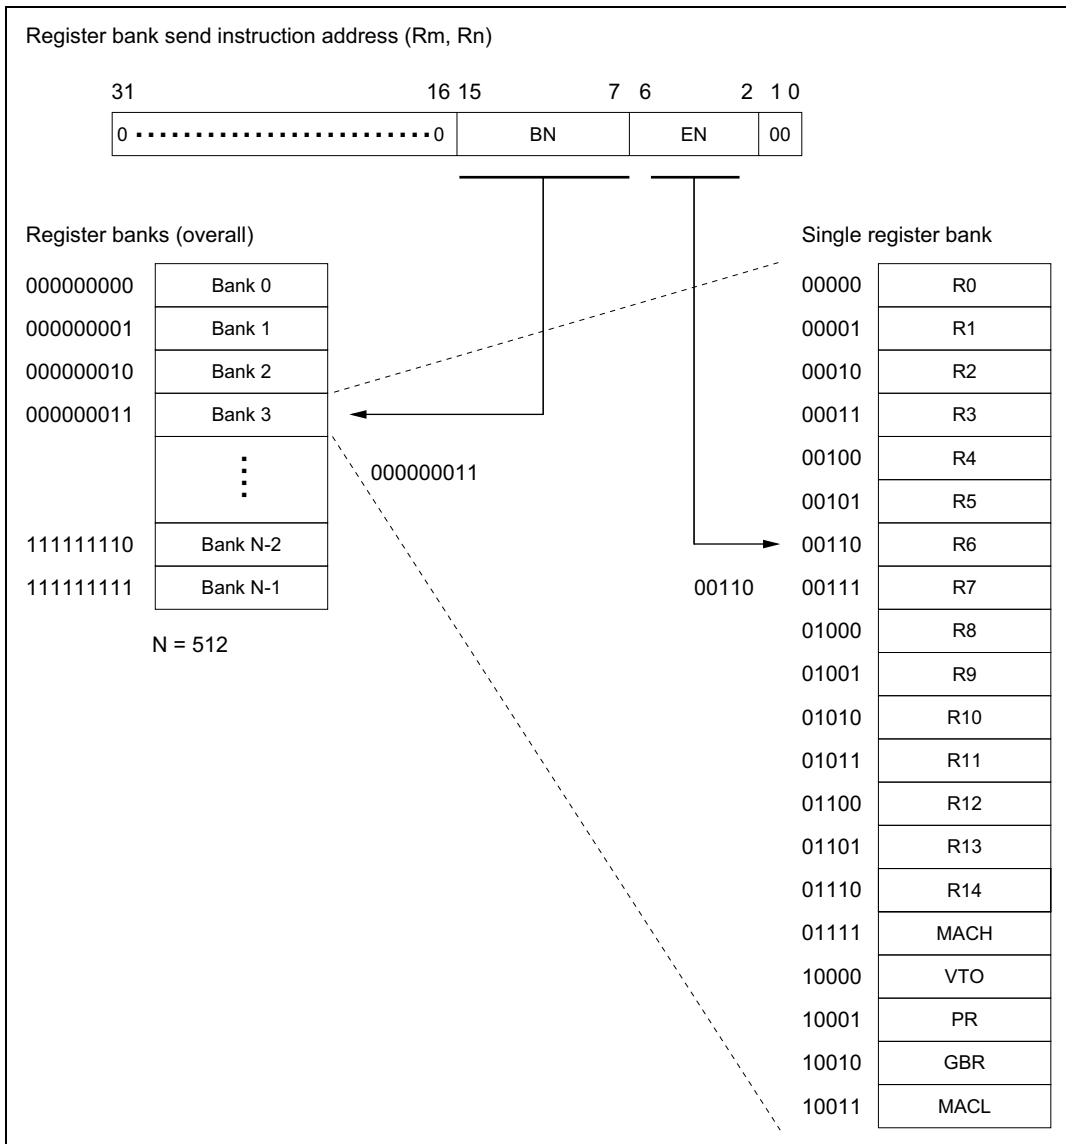 Register bank send instruction address (Rm, Rn)
31 16 15 7 6 2 1 0
0 ························ 0 BN EN 00
Register banks (overall)
Single register bank
000000000 Bank 0
000000001 Bank 1
000000010 Bank 2
000000011 Bank 3
000000011
111111110 Bank N-2
111111111 Bank N-1
N = 512
00000 R0
00001 R1
00010 R2
00011 R3
00100 R4
00101 R5
00110 R6
00110
00111 R7
01000 R8
01001 R9
01010 R10
01011 R11
01100 R12
01101 R13
01110 R14
01111 MACH
10000 VTO
10001 PR
10010 GBR
10011 MACL